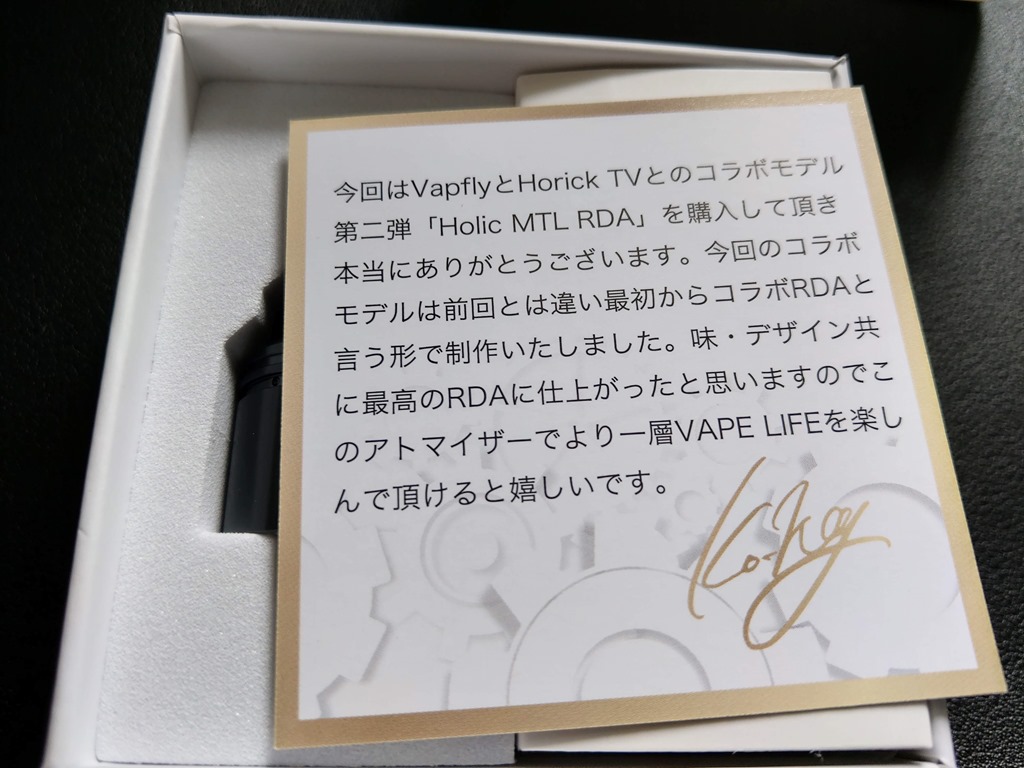 今回はVapflyとHorick TVとのコラボモデル
第二弾「Holic MTL RDA」を購入して頂き
本当にありがとうございます。今回のコラボ
モデルは前回とは違い最初からコラボRDAと
言う形で制作いたしました。味・デザイン共
に最高のRDAに仕上がったと思いますのでこ
のアトマイザーでより一層VAPE LIFEを楽し
んで頂けると嬉しいです。